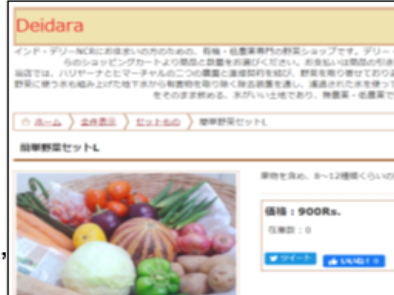 Deidara
インド・デリーNCRにお住まいの方のための、有機・低農薬専門の野菜ショップです。デリー・
らのショッピングカートより商品と数量をお選びください。お支払いは商品の引き
当店では、ハリヤーナとヒマーチャルの二つの農園と直接契約を結び、野菜を取り寄せており
野菜に使う水も組み上げた地下水から有害物を取り除く除去装置を通し、濾過された水を使って
をそのまま飲める、水がいい土地であり、無農薬・低農薬で
ホーム 〉 全件表示 〉 セットもの 〉 簡単野菜セットL
簡単野菜セットL
果物を含め、8～12種類くらいの
価格：900Rs.
在庫数：0
ツイート いいね！ 0